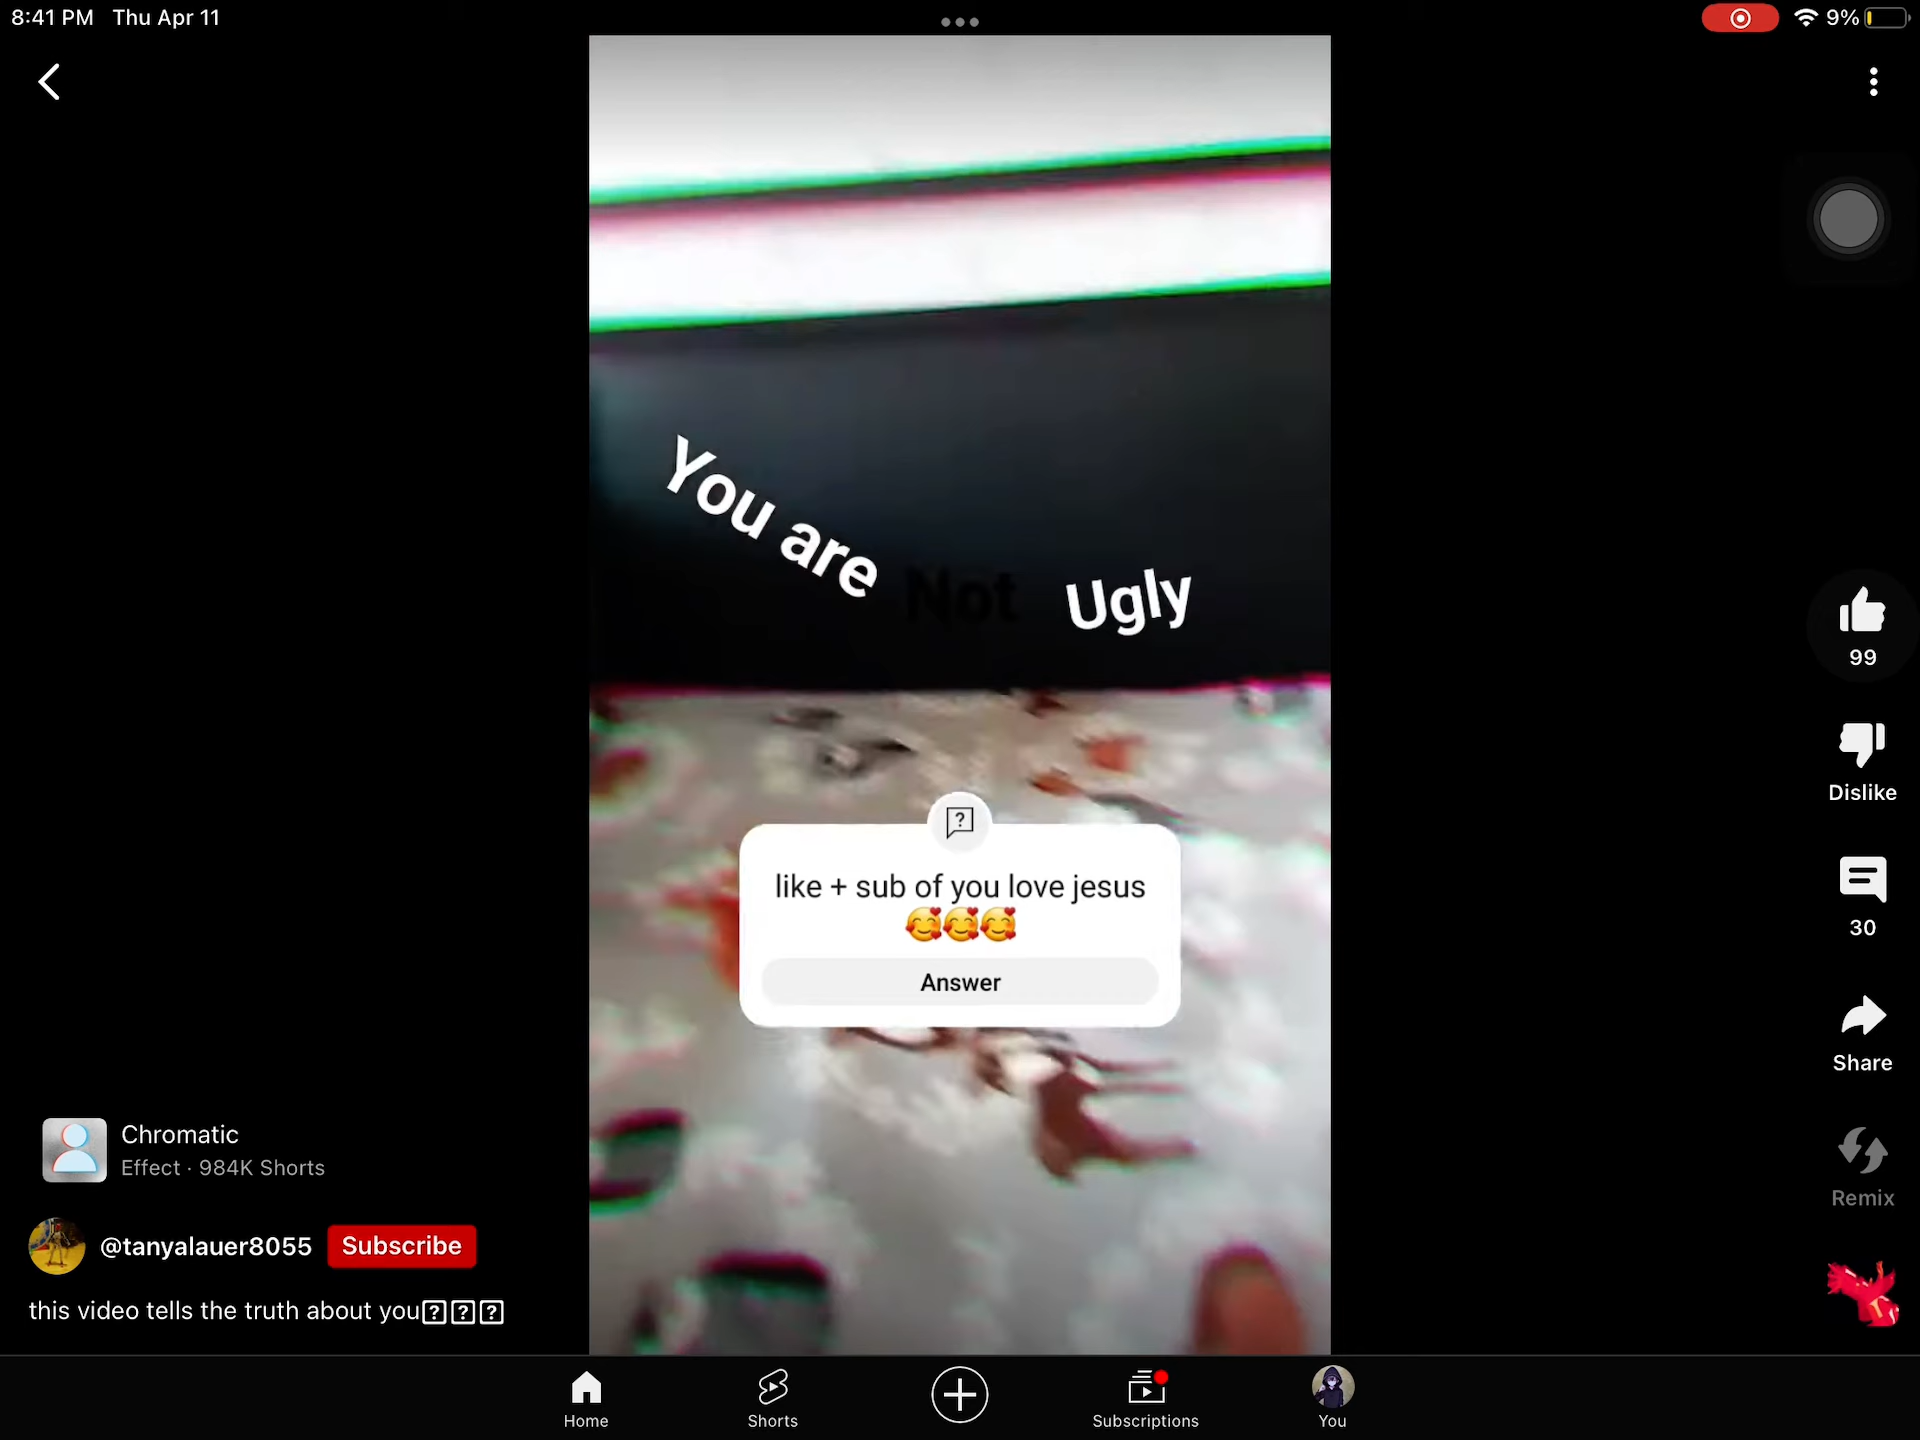 8:41 PM Thu Apr 11
9%
You are
Not
Ugly
like + sub of you love jesus
🥰🥰🥰
Answer
99
Dislike
30
Share
Remix
Chromatic
Effect · 984K Shorts
@tanyalauer8055 Subscribe
this video tells the truth about you⍰⍰⍰
Home
Shorts
Subscriptions
You